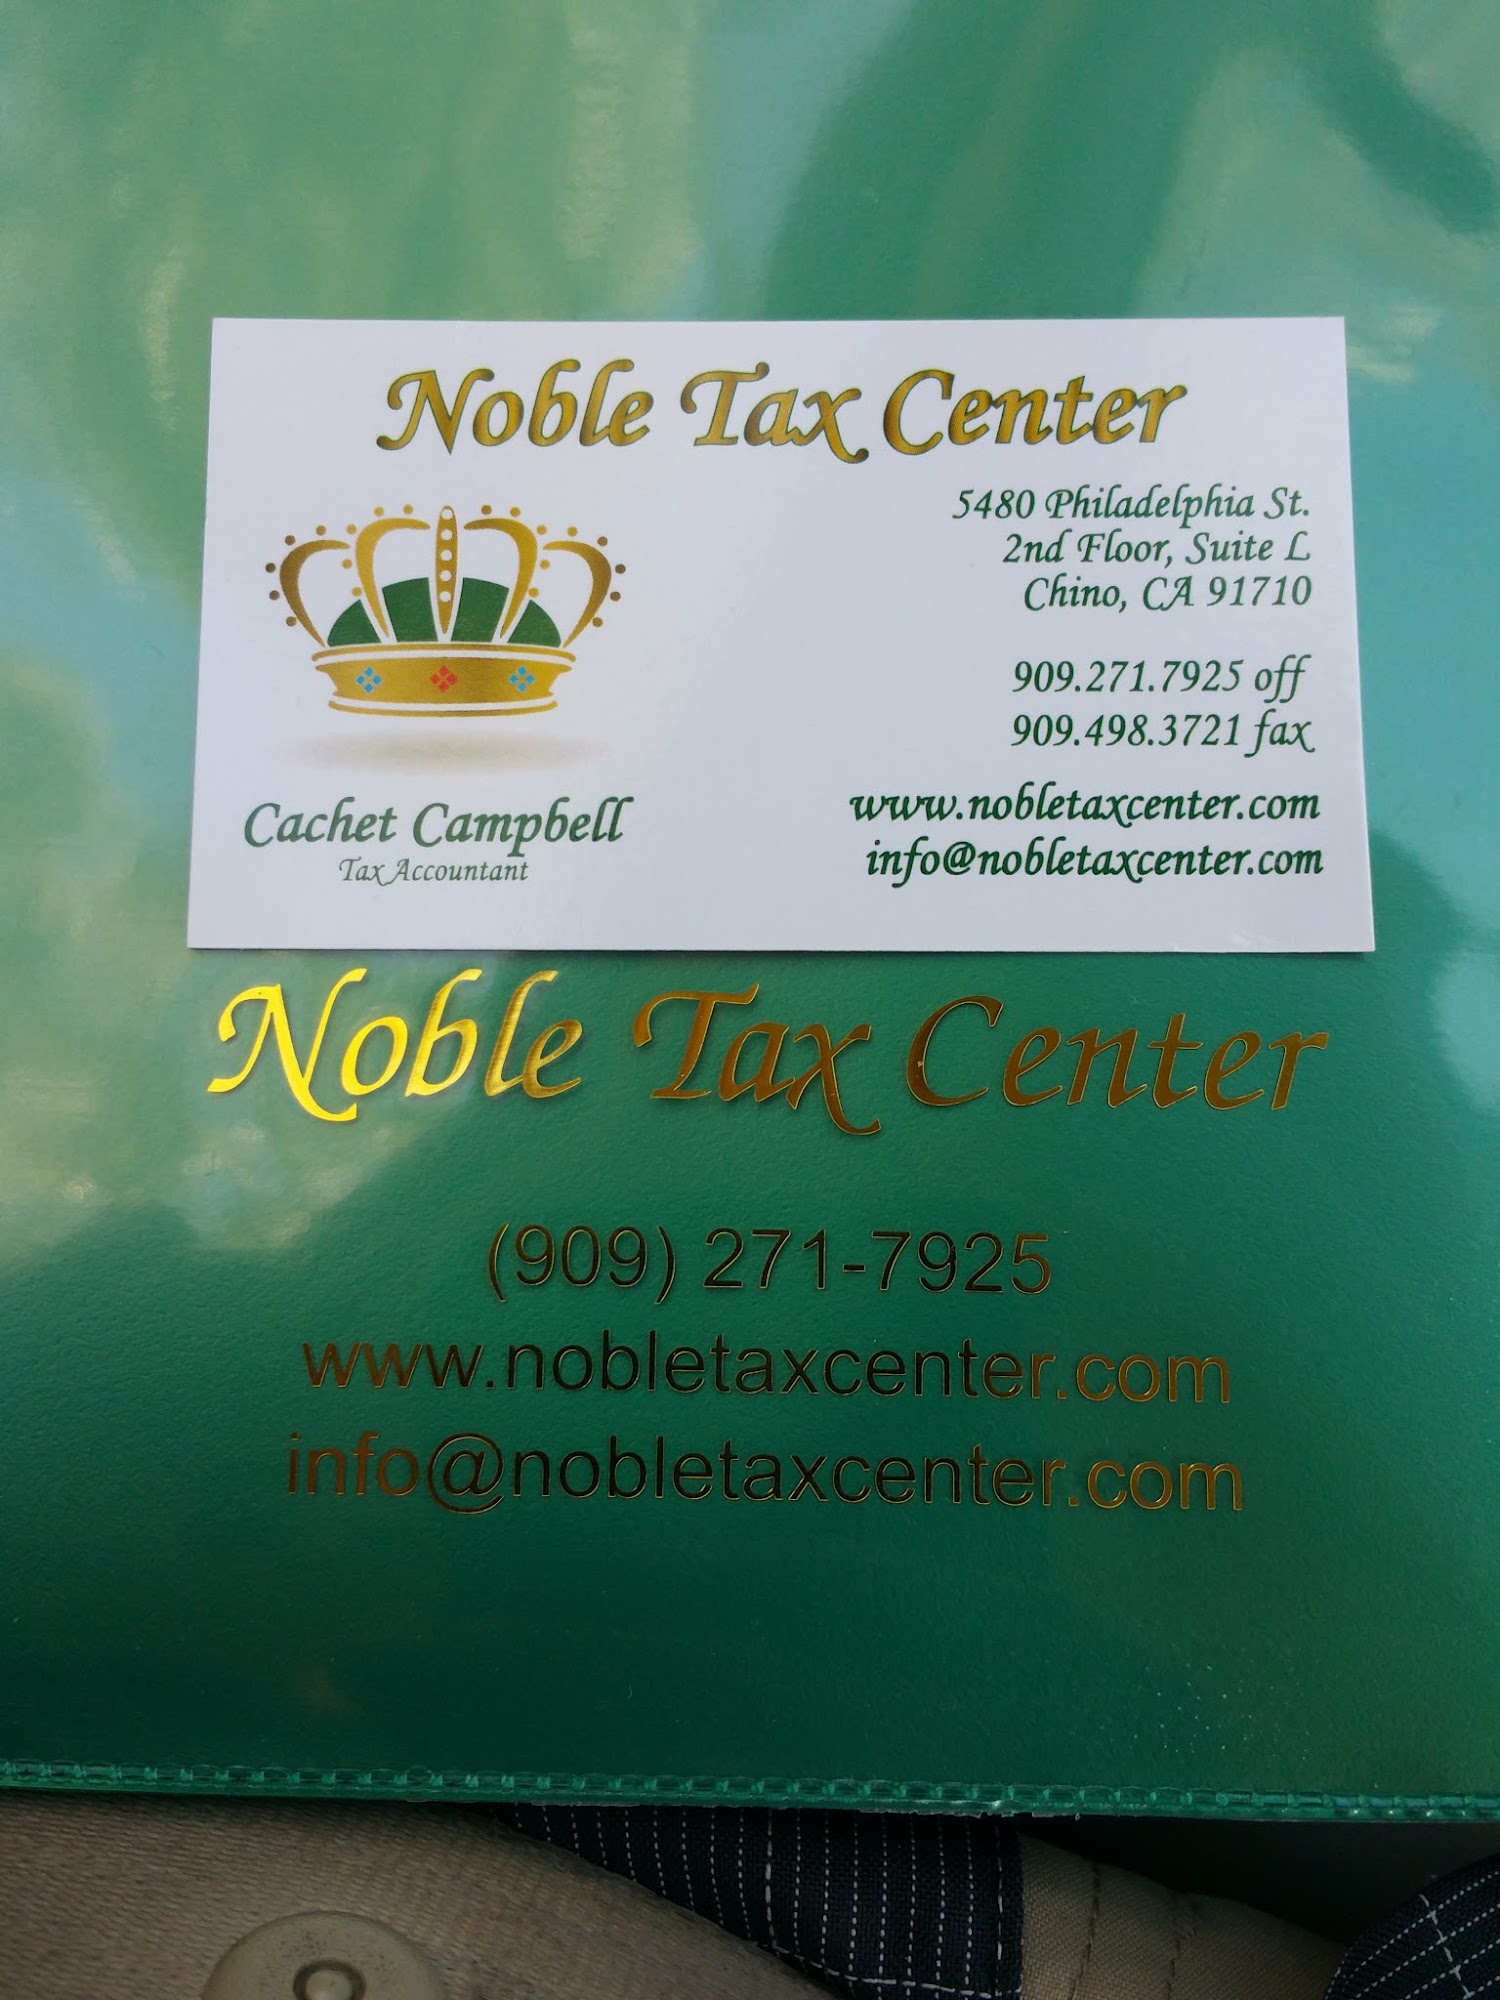 Noble Tax Center
5480 Philadelphia St.
2nd Floor, Suite L
Chino, CA 91710
909.271.7925 off
909.498.3721 fax
www.nobletaxcenter.com
info@nobletaxcenter.com
Cachet Campbell
Tax Accountant
Noble Tax Center
(909) 271-7925
www.nobletaxcenter.com
info@nobletaxcenter.com